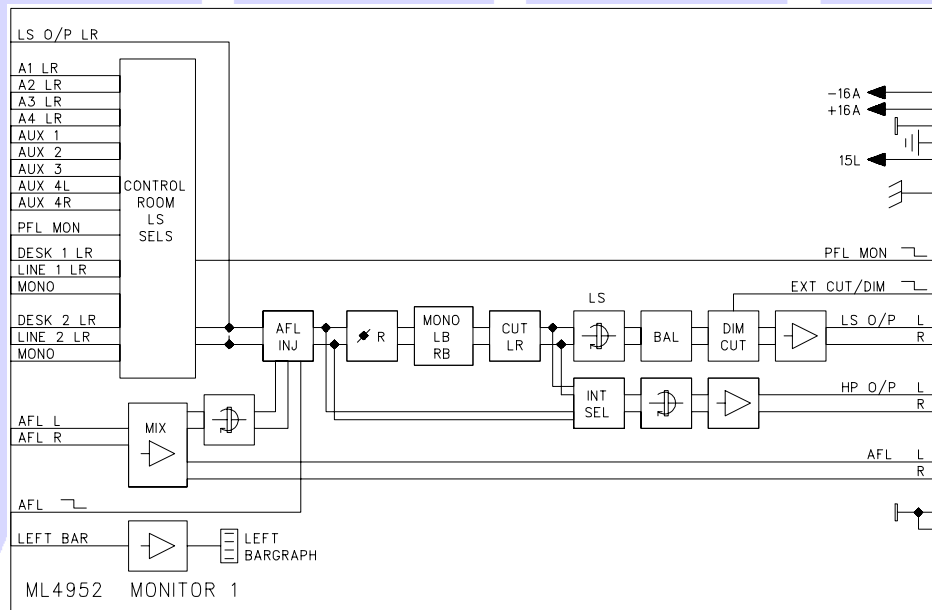 LS O/P LR
A1 LR
A2 LR
A3 LR
A4 LR
AUX 1
AUX 2
AUX 3
AUX 4L
AUX 4R
PFL MON
DESK 1 LR
LINE 1 LR
MONO
DESK 2 LR
LINE 2 LR
MONO
CONTROL
ROOM
LS
SELS
-16A
+16A
15L
PFL MON
EXT CUT/DIM
AFL
INJ
R
MONO
LB
RB
CUT
LR
LS
BAL
DIM
CUT
LS O/P L
R
INT
SEL
HP O/P L
R
AFL L
AFL R
MIX
AFL L
R
AFL
LEFT BAR
LEFT
BARGRAPH
ML4952 MONITOR 1